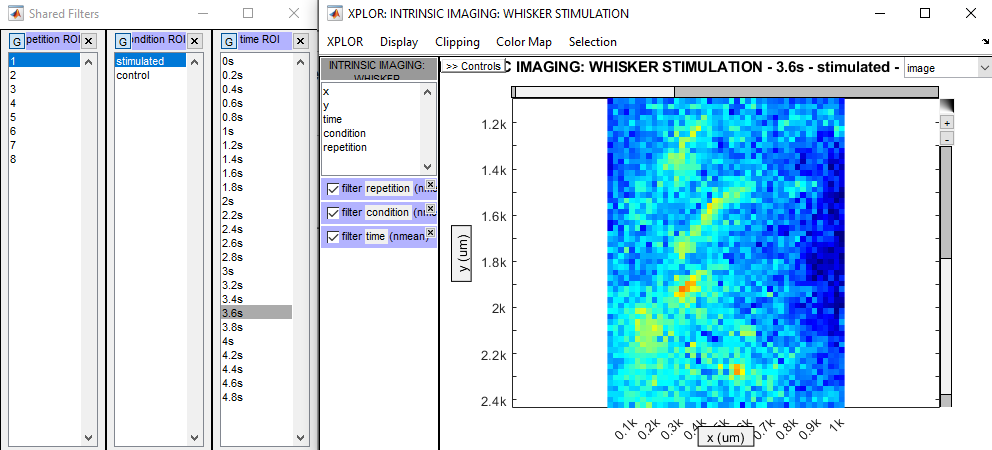 Shared Filters
G petition ROI
1
2
3
4
5
6
7
8
G ondition ROI
stimulated
control
G time ROI
0s
0.2s
0.4s
0.6s
0.8s
1s
1.2s
1.4s
1.6s
1.8s
2s
2.2s
2.4s
2.6s
2.8s
3s
3.2s
3.4s
3.6s
3.8s
4s
4.2s
4.4s
4.6s
4.8s
XPLOR: INTRINSIC IMAGING: WHISKER STIMULATION
XPLOR Display Clipping Color Map Selection
INTRINSIC IMAGING:
WHISKER
x
y
time
condition
repetition
filter repetition
filter condition
filter time (nmean)
>> Controls
C IMAGING: WHISKER STIMULATION - 3.6s - stimulated -
image
+
-
1.2k
1.4k
1.6k
1.8k
2k
2.2k
2.4k
y (um)
0.1k 0.2k 0.3k 0.4k 0.7k 0.8k 0.9k 1k
x (um)